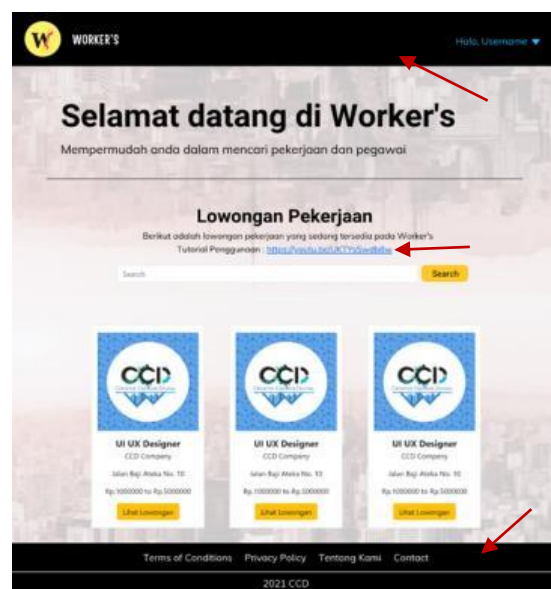 W WORKER'S
Halo, Username
Selamat datang di Worker's
Mempermudah anda dalam mencari pekerjaan dan pegawai
Lowongan Pekerjaan
Berikut adalah lowongan pekerjaan yang sedang tersedia pada Worker's
Tutorial Penggunaan :
Search Search
CCD CCD CCD
UI UX Designer UI UX Designer UI UX Designer
CCD Company CCD Company CCD Company
Jalan Baji Ateka No. 10 Jalan Baji Ateka No. 10 Jalan Baji Ateka No. 10
Rp.1000000 to Rp.5000000 Rp.1000000 to Rp.5000000 Rp.1000000 to Rp.5000000
Lihat Lowongan Lihat Lowongan Lihat Lowongan
Terms of Conditions Privacy Policy Tentang Kami Contact
2021 CCD